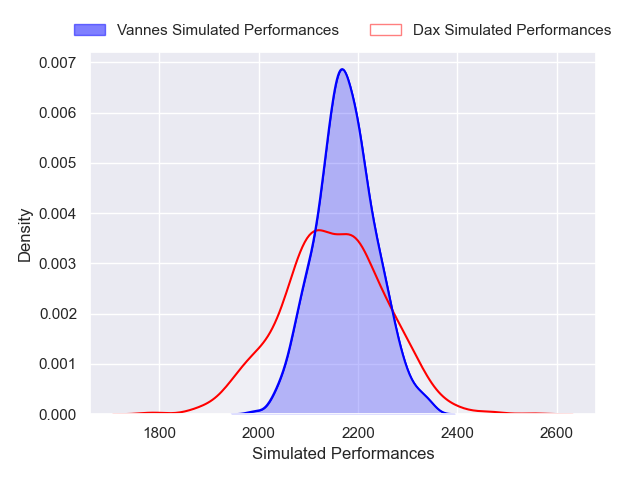 Vannes Simulated Performances Dax Simulated Performances
0.007
0.006
0.005
0.004
0.003
0.002
0.001
0.000
Density
1800 2000 2200 2400 2600
Simulated Performances